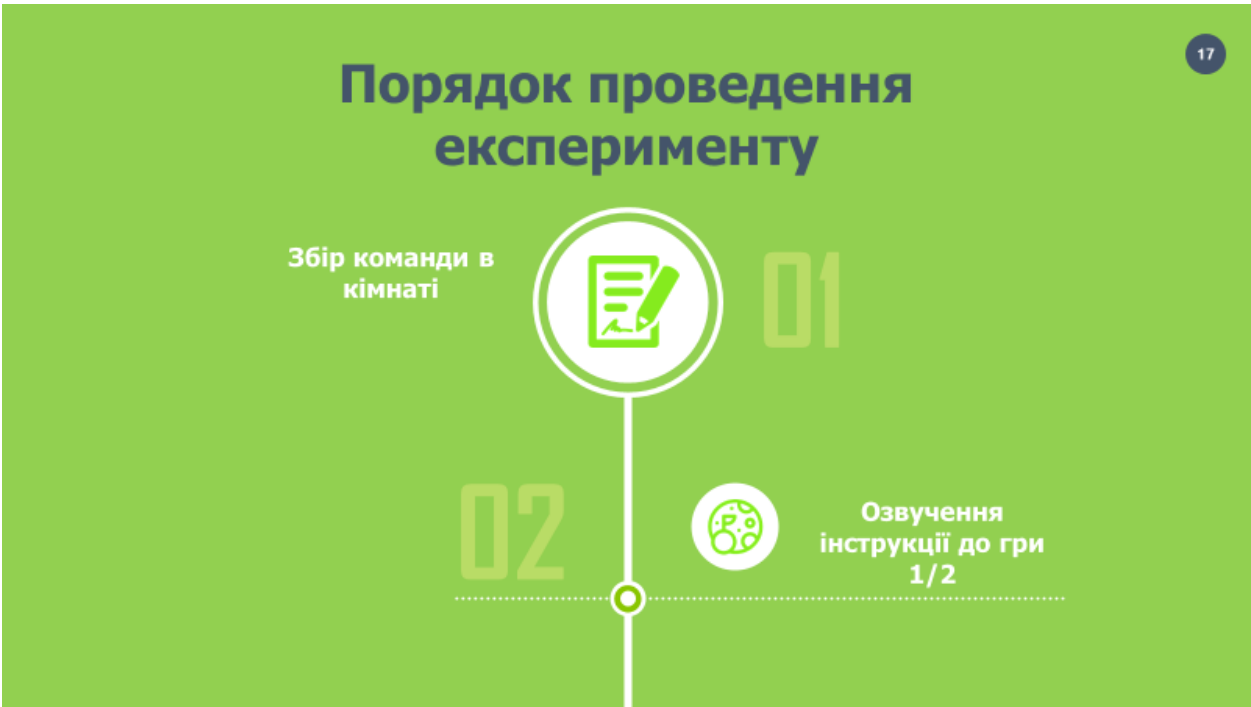 17
Порядок проведення
експерименту
Збір команди в
кімнаті
01
02
Озвучення
інструкції до гри
1/2